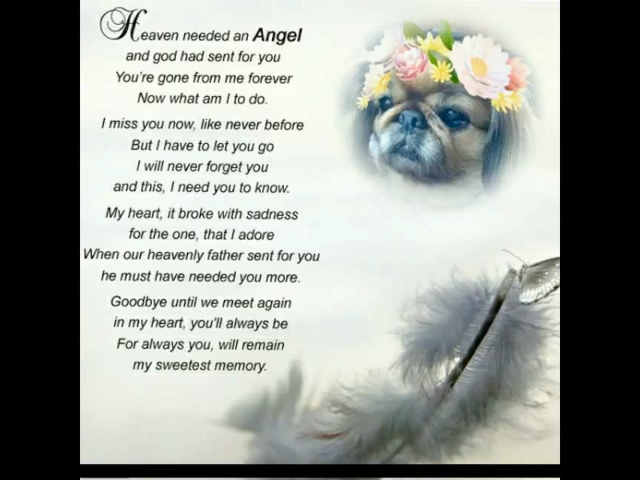 Heaven needed an Angel
and god had sent for you
You're gone from me forever
Now what am I to do.
I miss you now, like never before
But I have to let you go
I will never forget you
and this, I need you to know.
My heart, it broke with sadness
for the one, that I adore
When our heavenly father sent for you
he must have needed you more.
Goodbye until we meet again
in my heart, you'll always be
For always you, will remain
my sweetest memory.